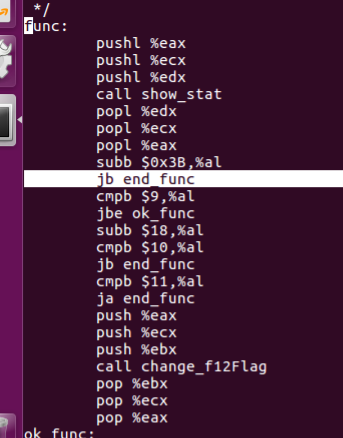 */
func:
pushl %eax
pushl %ecx
pushl %edx
call show_stat
popl %edx
popl %ecx
popl %eax
subb $0x3B,%al
jb end_func
cmpb $9,%al
jbe ok_func
subb $18,%al
jb end_func
cmpb $10,%al
jb end_func
cmpb $11,%al
ja end_func
push %eax
push %ecx
push %ebx
call change_f12Flag
pop %ebx
pop %ecx
pop %eax
ok_func: